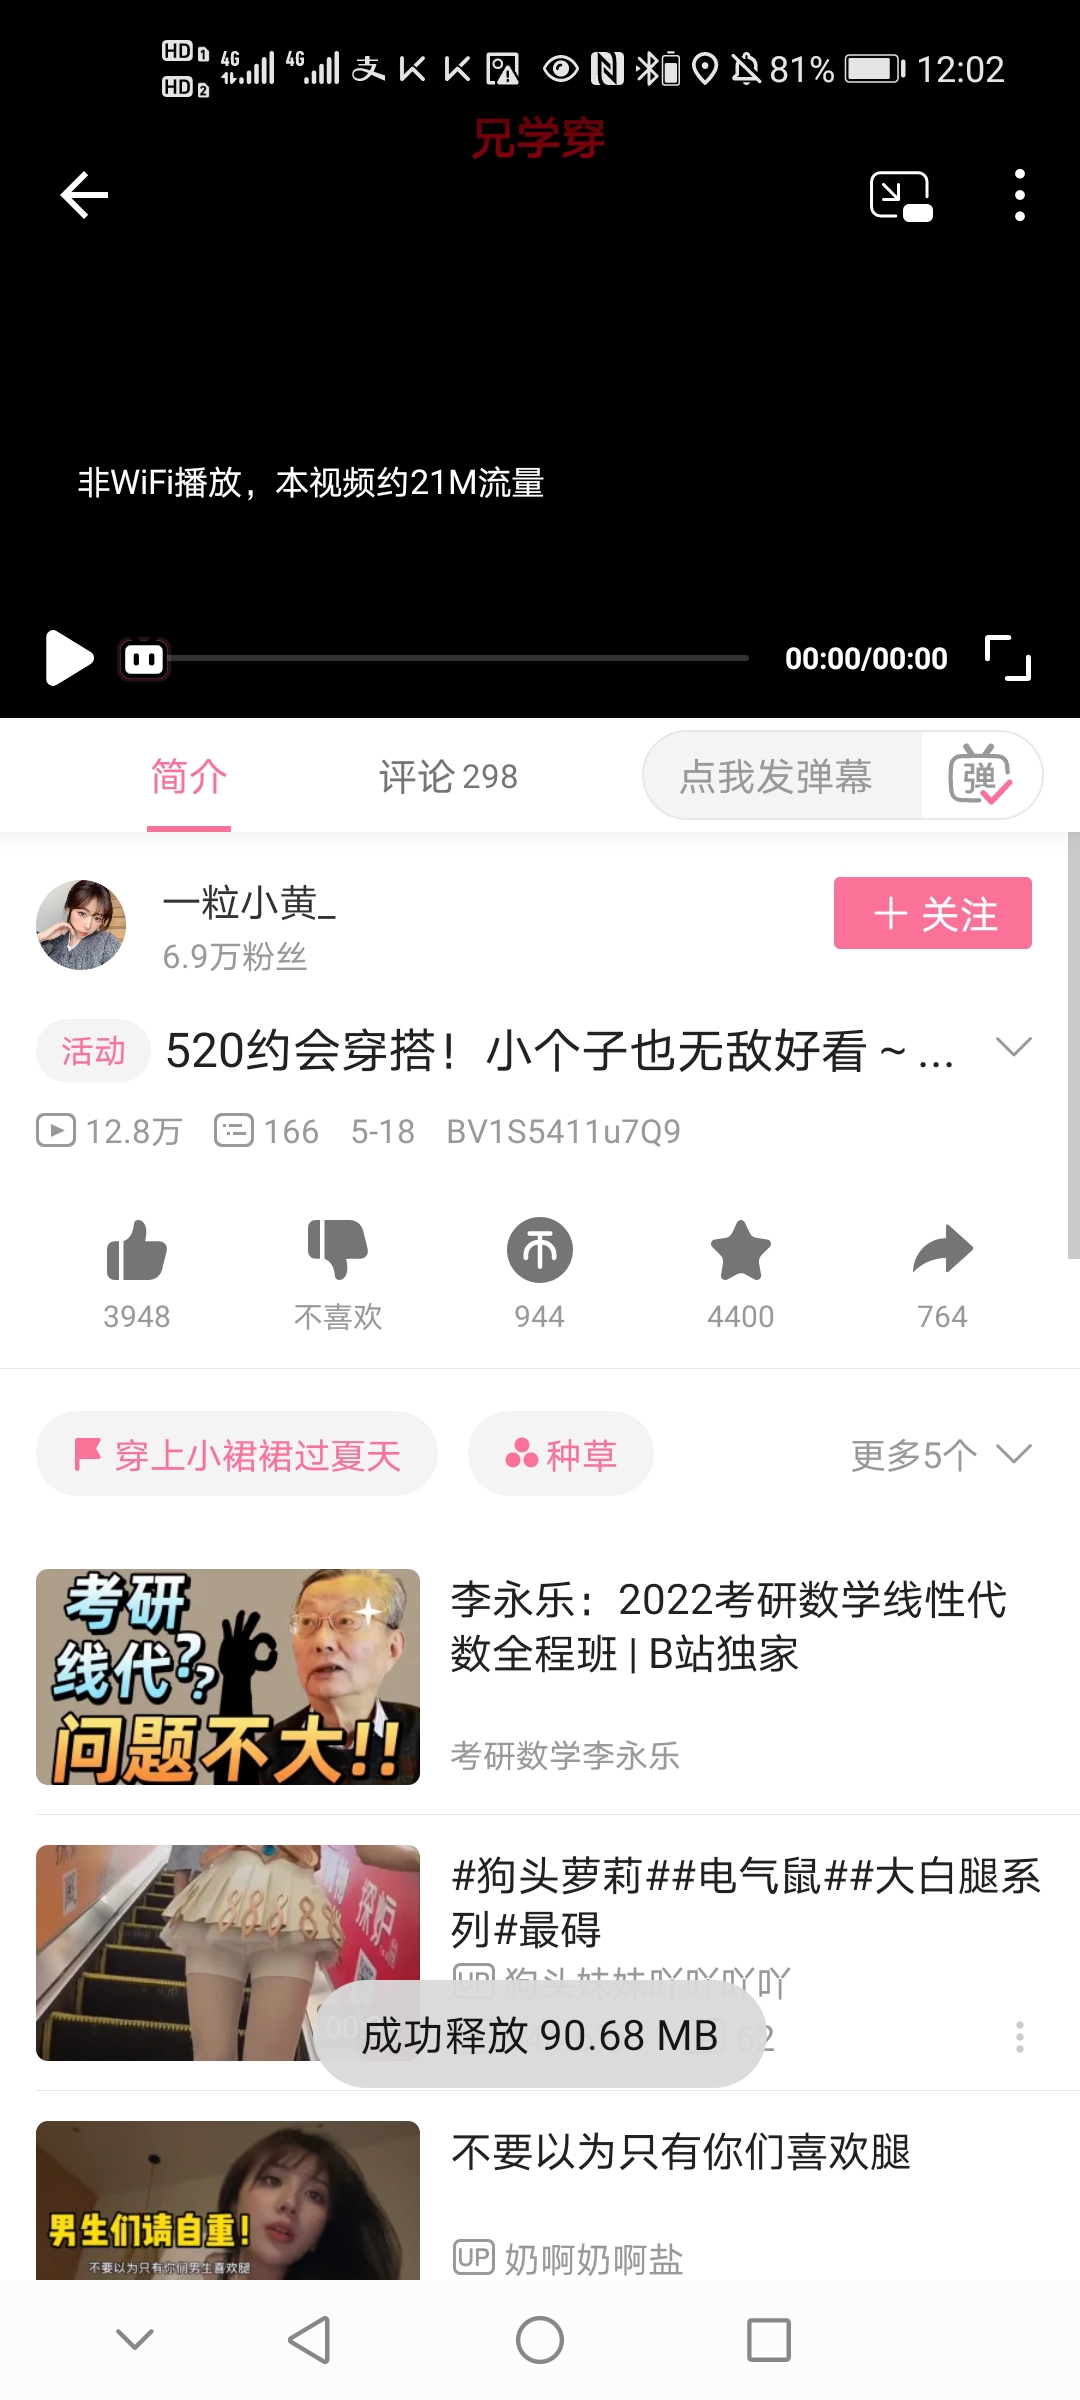 HD 1 4G 4G 支 81% 12:02
HD 2
兄学穿
非WiFi播放，本视频约21M流量
00:00/00:00
简介 评论 298 点我发弹幕 弹
一粒小黄_
+ 关注
6.9万粉丝
活动 520约会穿搭！小个子也无敌好看 ~ ...
12.8万 166 5-18 BV1S5411u7Q9
3948 不喜欢 944 4400 764
穿上小裙裙过夏天 种草 更多5个
考研
线代??
问题不大!!
李永乐：2022考研数学线性代
数全程班 | B站独家
考研数学李永乐
#狗头萝莉##电气鼠##大白腿系
列#最碍
UP 狗头妹妹吖吖吖吖
成功释放 90.68 MB
62
男生们请自重！
不要以为只有你们男生喜欢腿
不要以为只有你们喜欢腿
UP 奶啊奶啊盐